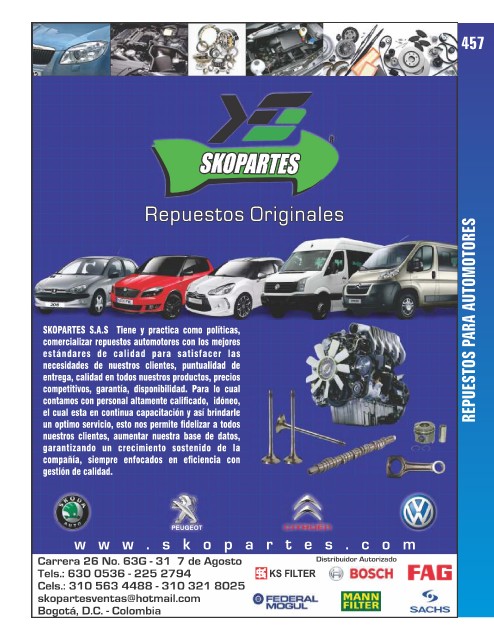 457
REPUESTOS PARA AUTOMOTORES
SKOPARTES
Repuestos Originales
SKOPARTES S.A.S Tiene y practica como políticas,
comercializar repuestos automotores con los mejores
estándares de calidad para satisfacer las
necesidades de nuestros clientes, puntualidad de
entrega, calidad en todos nuestros productos, precios
competitivos, garantía, disponibilidad. Para lo cual
contamos con personal altamente calificado, idóneo,
el cual esta en continua capacitación y así brindarle
un optimo servicio, esto nos permite fidelizar a todos
nuestros clientes, aumentar nuestra base de datos,
garantizando un crecimiento sostenido de la
compañía, siempre enfocados en eficiencia con
gestión de calidad.
SKODA
AUTO
PEUGEOT
CITROËN
www.skopartes.com
Carrera 26 No. 63G - 31 7 de Agosto
Tels.: 630 0536 - 225 2794
Cels.: 310 563 4488 - 310 321 8025
skopartesventas@hotmail.com
Bogotá, D.C. - Colombia
Distribuidor Autorizado
KS FILTER
BOSCH
FAG
FEDERAL
MOGUL
MANN
FILTER
SACHS